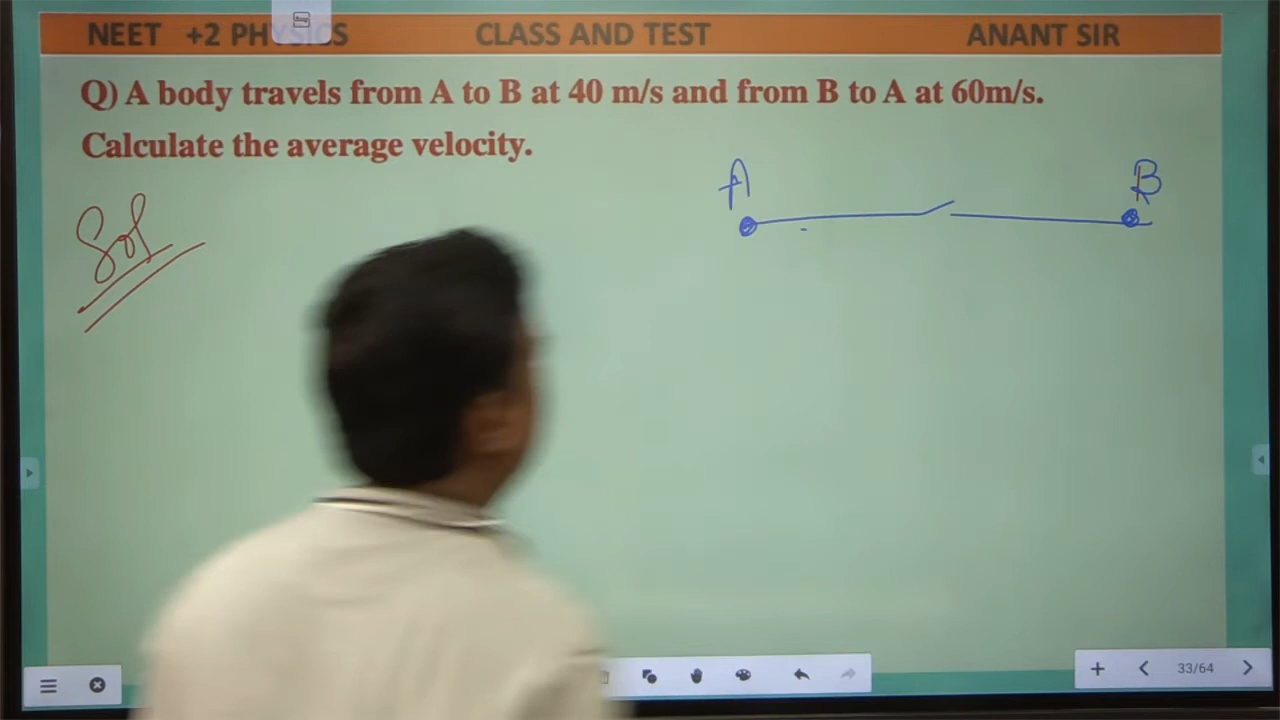 NEET +2 PHYSICS CLASS AND TEST ANANT SIR
Q) A body travels from A to B at 40 m/s and from B to A at 60m/s.
Calculate the average velocity.
A B
Sol
33/64